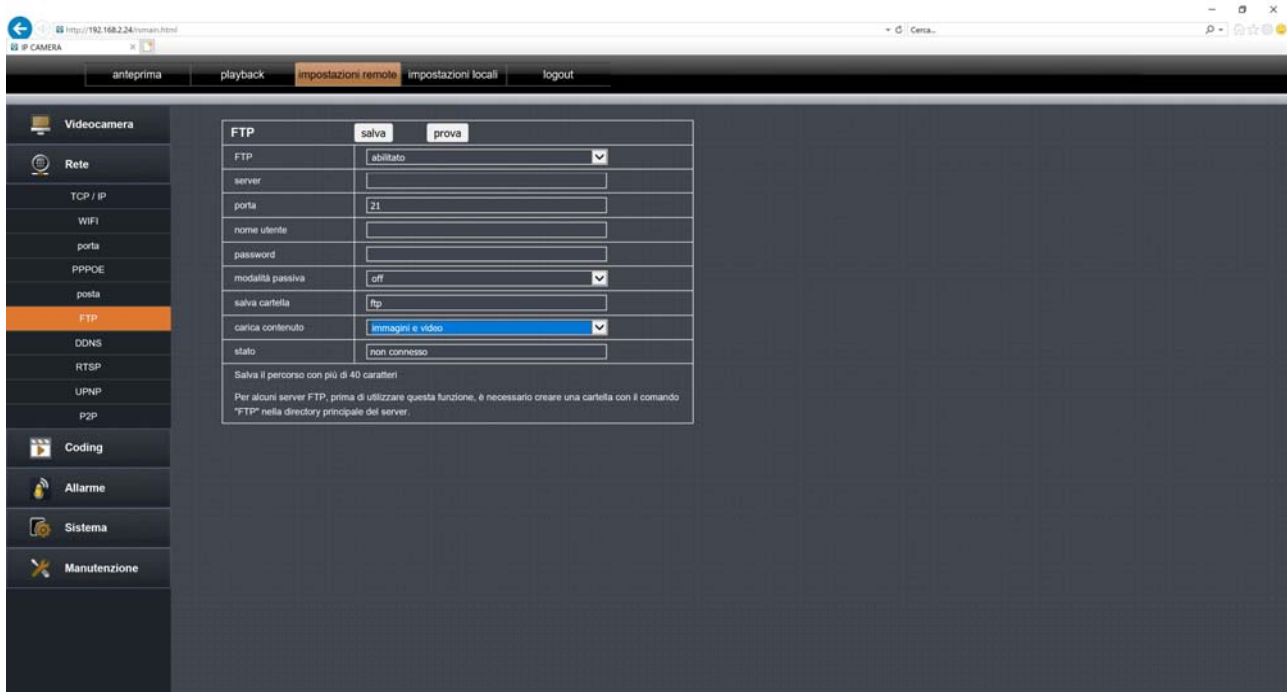 http://192.168.2.24/rsmain.html
Cerca...
IP CAMERA
anteprima playback impostazioni remote impostazioni locali logout
Videocamera
Rete
TCP / IP
WIFI
porta
PPPOE
posta
FTP
DDNS
RTSP
UPNP
P2P
Coding
Allarme
Sistema
Manutenzione
FTP salva prova
FTP abilitato
server
porta 21
nome utente
password
modalità passiva off
salva cartella ftp
carica contenuto immagini e video
stato non connesso
Salva il percorso con più di 40 caratteri
Per alcuni server FTP, prima di utilizzare questa funzione, è necessario creare una cartella con il comando
"FTP" nella directory principale del server.